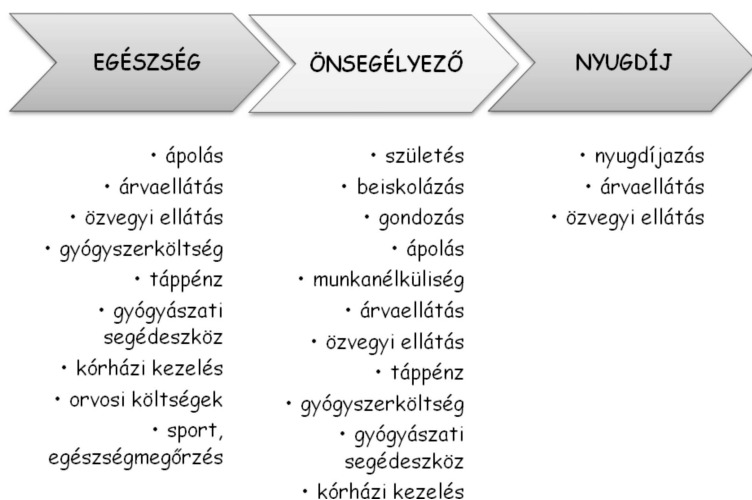 EGÉSZSÉG
• ápolás
• árvaellátás
• özvegyi ellátás
• gyógyszerköltség
• táppénz
• gyógyászati
segédeszköz
• kórházi kezelés
• orvosi költségek
• sport,
egészségmegőrzés
ÖNSEGÉLYEZŐ
• születés
• beiskolázás
• gondozás
• ápolás
• munkanélküliség
• árvaellátás
• özvegyi ellátás
• táppénz
• gyógyszerköltség
• gyógyászati
segédeszköz
• kórházi kezelés
NYUGDÍJ
• nyugdíjazás
• árvaellátás
• özvegyi ellátás